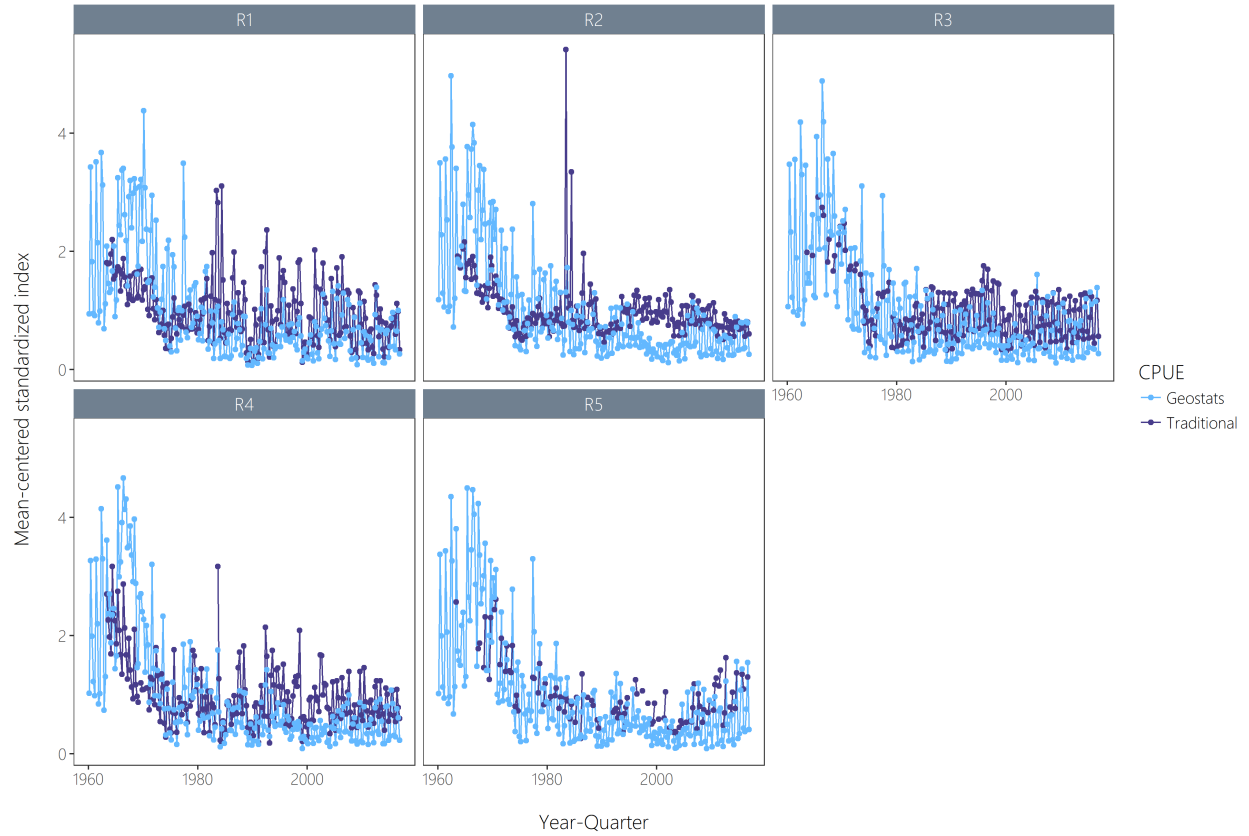 R1 R2 R3
4
2
0
1960 1980 2000
R4 R5
4
2
0
1960 1980 2000 1960 1980 2000
Mean-centered standardized index
Year-Quarter
CPUE
Geostats
Traditional